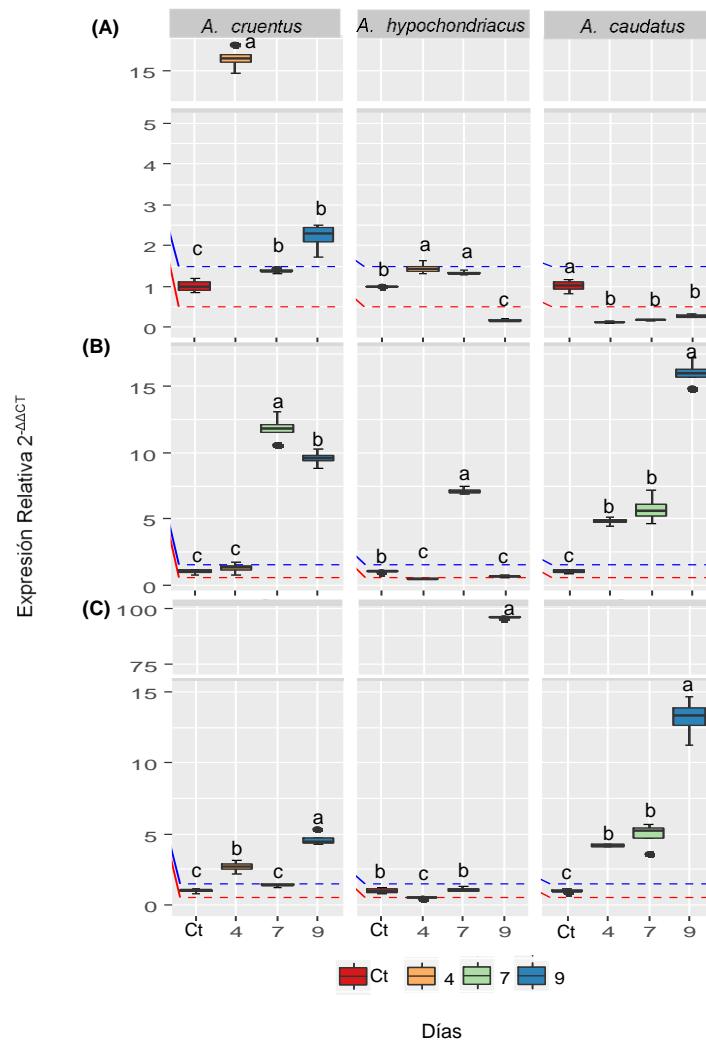 (A)
A. cruentus
A. hypochondriacus
A. caudatus
15
a
5
4
3
2
1
0
c
b
b
b
a
a
c
a
b
b
b
(B)
15
10
5
0
c
c
a
b
b
c
a
c
c
b
b
a
(C)
100
75
a
15
10
5
0
c
b
c
a
b
c
b
c
b
b
a
Ct
4
7
9
Ct
4
7
9
Ct
4
7
9
Expresión Relativa 2-ΔΔCT
Ct
4
7
9
Días